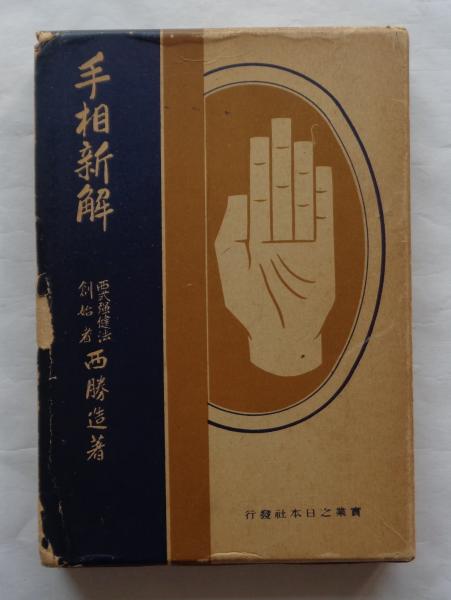 手相新解
西式強健法
創始者
西勝造著
行發社本日之業實